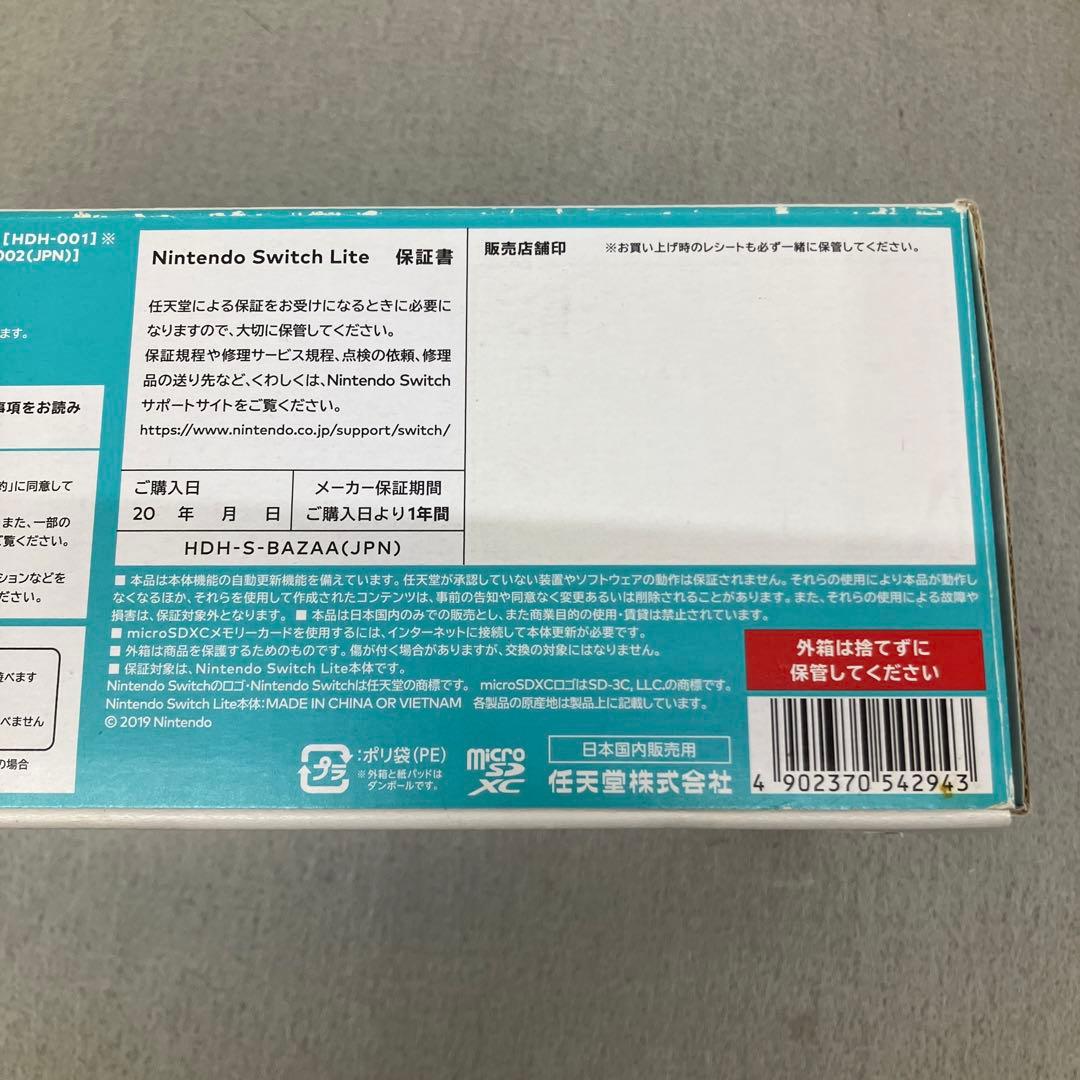 [HDH-001]※
002(JPN)]
ます。
事項をお読み
的」に同意して
また、一部の
ご覧ください。
ションなどを
ださい。
遊べます
べません
の場合
Nintendo Switch Lite 保証書
任天堂による保証をお受けになるときに必要に
なりますので、大切に保管してください。
保証規程や修理サービス規程、点検の依頼、修理
品の送り先など、くわしくは、Nintendo Switch
サポートサイトをご覧ください。
https://www.nintendo.co.jp/support/switch/
ご購入日
20 年 月 日
メーカー保証期間
ご購入日より1年間
HDH-S-BAZAA(JPN)
販売店舗印
※お買い上げ時のレシートも必ず一緒に保管してください。
■ 本品は本体機能の自動更新機能を備えています。任天堂が承認していない装置やソフトウェアの動作は保証されません。それらの使用により本品が動作し
なくなるほか、それらを使用して作成されたコンテンツは、事前の告知や同意なく変更あるいは削除されることがあります。また、それらの使用による故障や
損害は、保証対象外となります。 ■ 本品は日本国内のみでの販売とし、また商業目的の使用・賃貸は禁止されています。
■ microSDXCメモリーカードを使用するには、インターネットに接続して本体更新が必要です。
■ 外箱は商品を保護するためのものです。傷が付く場合がありますが、交換の対象にはなりません。
■ 保証対象は、Nintendo Switch Lite本体です。
Nintendo Switchのロゴ・Nintendo Switchは任天堂の商標です。 microSDXCロゴはSD-3C, LLC.の商標です。
Nintendo Switch Lite本体：MADE IN CHINA OR VIETNAM 各製品の原産地は製品上に記載しています。
© 2019 Nintendo
外箱は捨てずに
保管してください
プラ
：ポリ袋(PE)
※外箱と紙パッドは
ダンボールです。
micro
SD
XC
日本国内販売用
任天堂株式会社
4 902370 542943